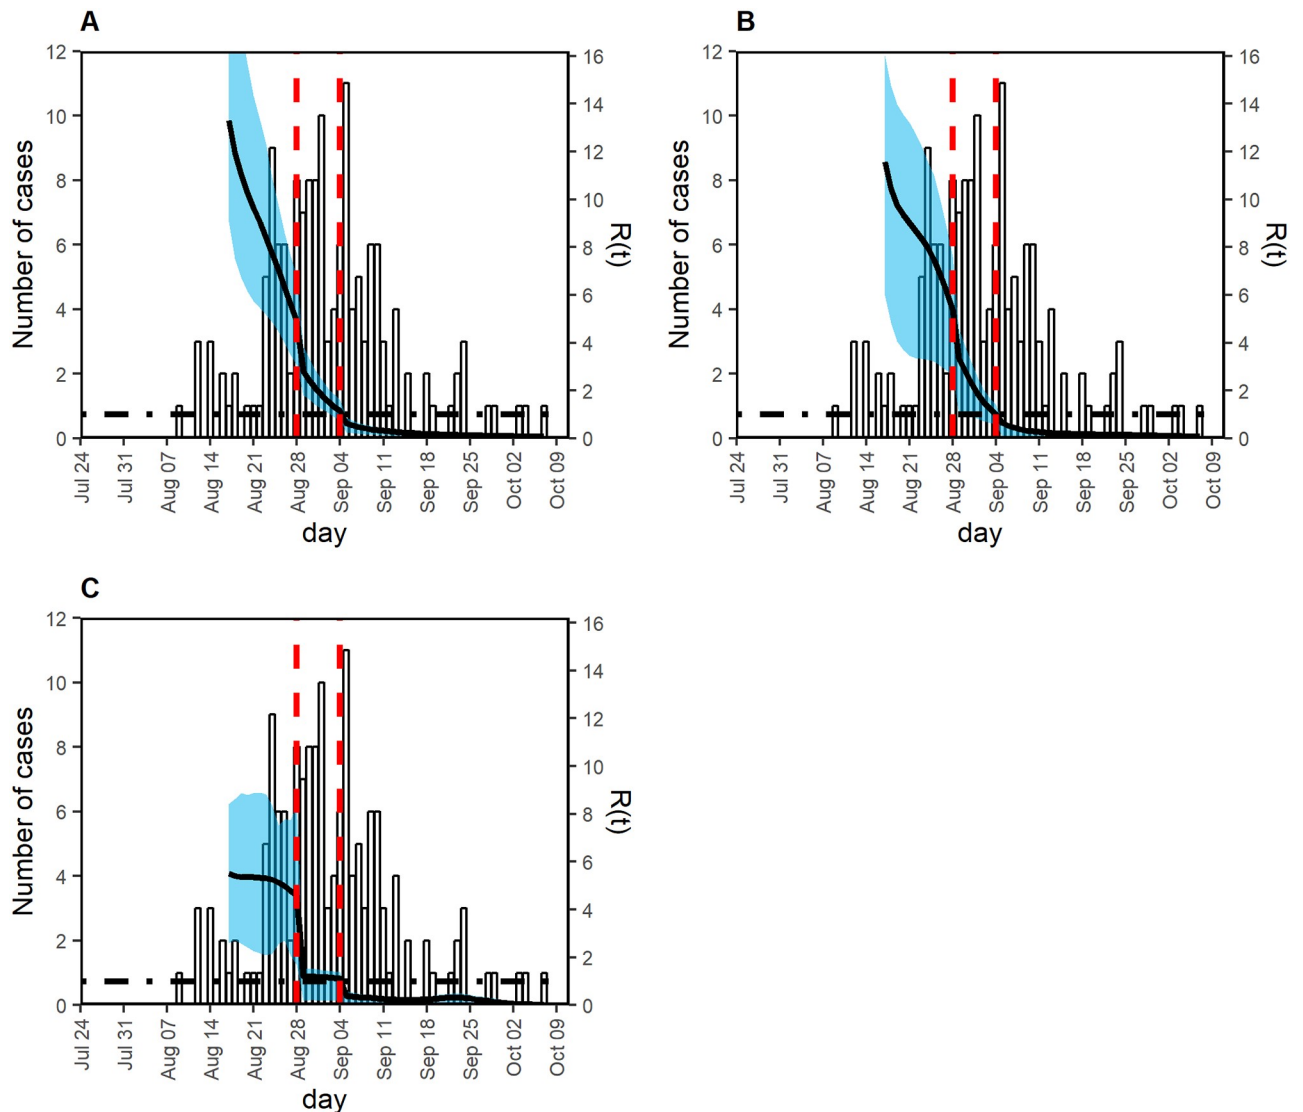 A
12
10
8
6
4
2
0
Number of cases
16
14
12
10
8
6
4
2
0
R(t)
Jul 24
Jul 31
Aug 07
Aug 14
Aug 21
Aug 28
Sep 04
Sep 11
Sep 18
Sep 25
Oct 02
Oct 09
day
B
12
10
8
6
4
2
0
Number of cases
16
14
12
10
8
6
4
2
0
R(t)
Jul 24
Jul 31
Aug 07
Aug 14
Aug 21
Aug 28
Sep 04
Sep 11
Sep 18
Sep 25
Oct 02
Oct 09
day
C
12
10
8
6
4
2
0
Number of cases
16
14
12
10
8
6
4
2
0
R(t)
Jul 24
Jul 31
Aug 07
Aug 14
Aug 21
Aug 28
Sep 04
Sep 11
Sep 18
Sep 25
Oct 02
Oct 09
day